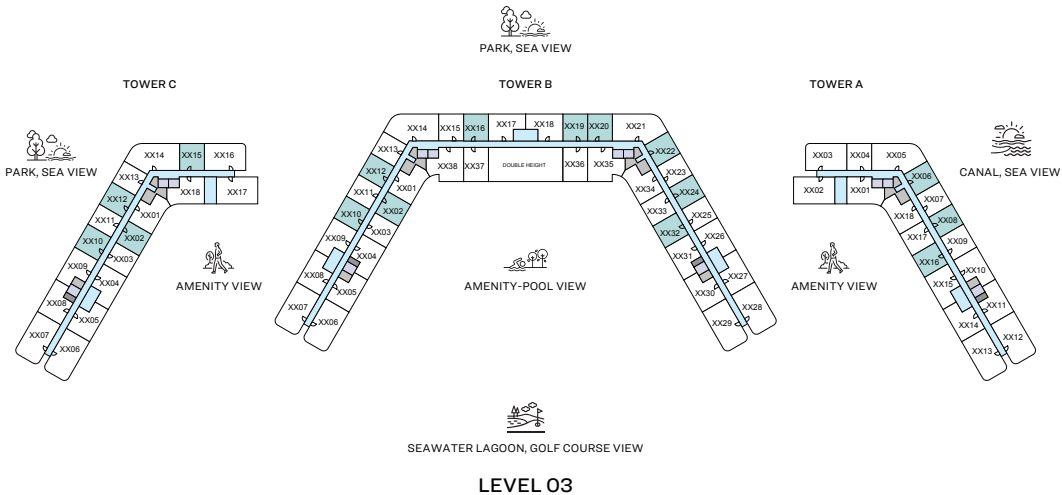 PARK, SEA VIEW
TOWER C
TOWER B
TOWER A
PARK, SEA VIEW
CANAL, SEA VIEW
XX14
XX15
XX16
XX13
XX18
XX17
XX12
XX01
XX11
XX02
XX10
XX03
XX09
XX04
XX08
XX05
XX07
XX06
AMENITY VIEW
XX14
XX15
XX16
XX17
XX18
XX19
XX20
XX21
XX13
XX38
XX37
DOUBLE HEIGHT
XX36
XX35
XX22
XX12
XX01
XX34
XX23
XX11
XX02
XX33
XX24
XX10
XX03
XX32
XX25
XX09
XX04
XX31
XX26
XX08
XX05
XX30
XX27
XX07
XX06
XX29
XX28
AMENITY-POOL VIEW
XX03
XX04
XX05
XX02
XX01
XX06
XX18
XX07
XX17
XX08
XX16
XX09
XX15
XX10
XX14
XX11
XX13
XX12
AMENITY VIEW
SEAWATER LAGOON, GOLF COURSE VIEW
LEVEL 03